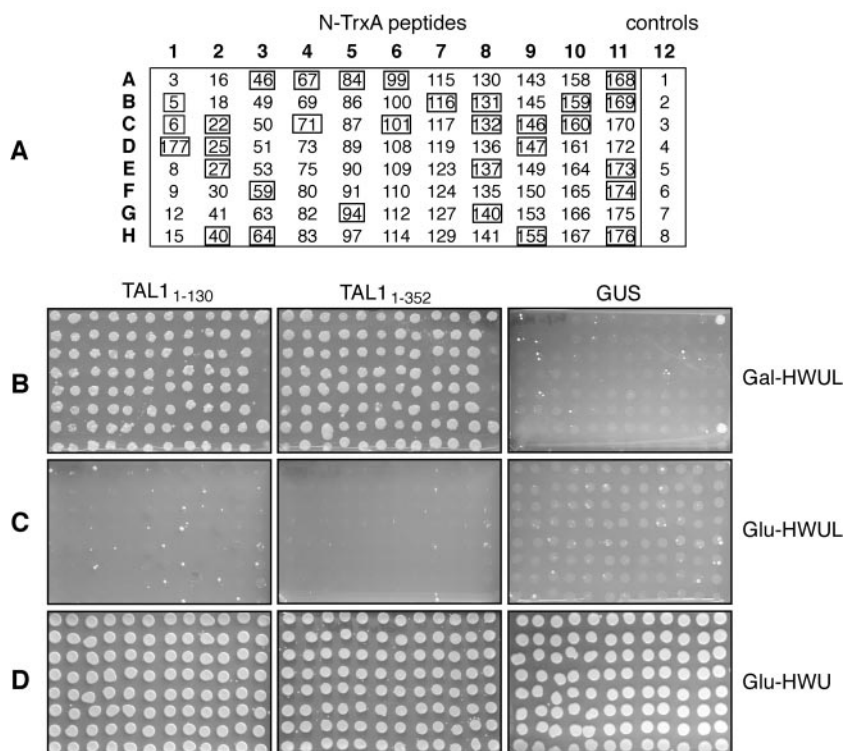 N-TrxA peptides controls
1 2 3 4 5 6 7 8 9 10 11 12
A 3 16 46 67 84 99 115 130 143 158 168 1
B 5 18 49 69 86 100 116 131 145 159 169 2
C 6 22 50 71 87 101 117 132 146 160 170 3
A
D 177 25 51 73 89 108 119 136 147 161 172 4
E 8 27 53 75 90 109 123 137 149 164 173 5
F 9 30 59 80 91 110 124 135 150 165 174 6
G 12 41 63 82 94 112 127 140 153 166 175 7
H 15 40 64 83 97 114 129 141 155 167 176 8
TAL1 1-130 TAL1 1-352 GUS
B Gal-HWUL
C Glu-HWUL
D Glu-HWU